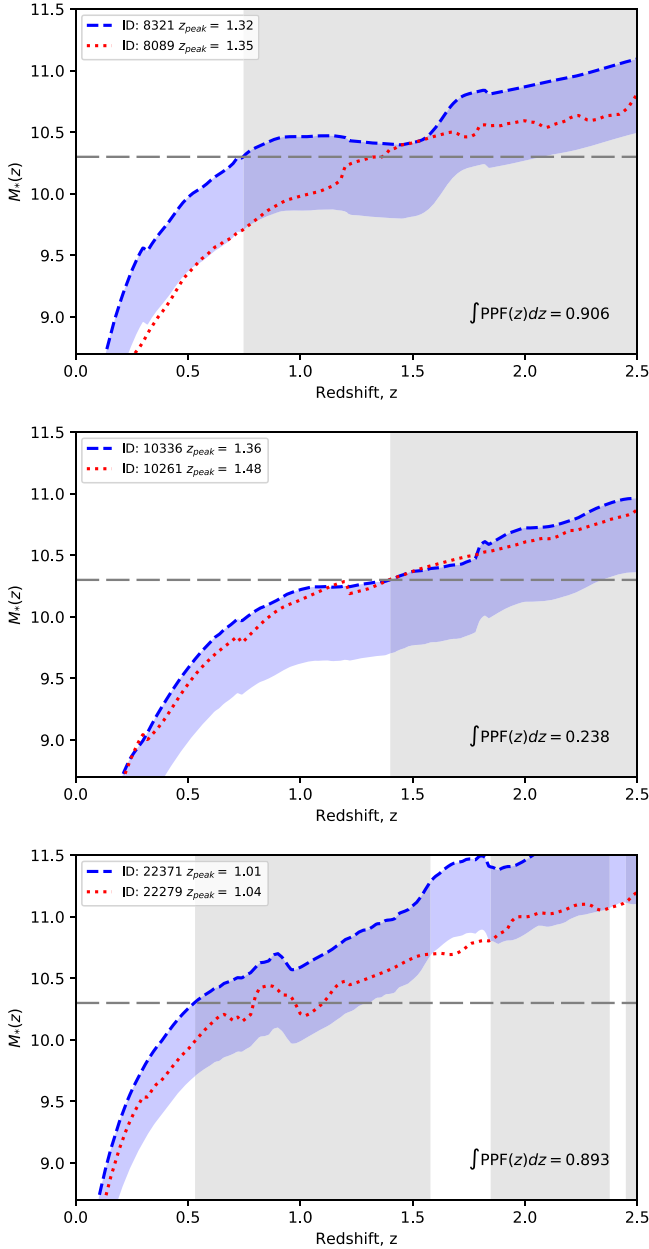 11.5
ID: 8321 z_peak = 1.32
ID: 8089 z_peak = 1.35
11.0
10.5
10.0
9.5
9.0
M_*(z)
∫PPF(z)dz = 0.906
0.0 0.5 1.0 1.5 2.0 2.5
Redshift, z
11.5
ID: 10336 z_peak = 1.36
ID: 10261 z_peak = 1.48
11.0
10.5
10.0
9.5
9.0
M_*(z)
∫PPF(z)dz = 0.238
0.0 0.5 1.0 1.5 2.0 2.5
Redshift, z
11.5
ID: 22371 z_peak = 1.01
ID: 22279 z_peak = 1.04
11.0
10.5
10.0
9.5
9.0
M_*(z)
∫PPF(z)dz = 0.893
0.0 0.5 1.0 1.5 2.0 2.5
Redshift, z